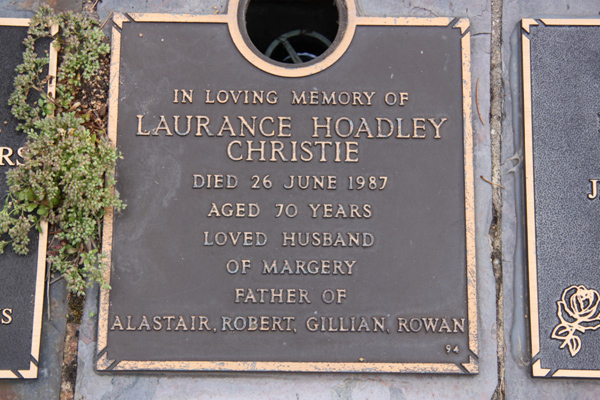 IN LOVING MEMORY OF
LAURANCE HOADLEY
CHRISTIE
DIED 26 JUNE 1987
AGED 70 YEARS
LOVED HUSBAND
OF MARGERY
FATHER OF
ALASTAIR, ROBERT, GILLIAN, ROWAN
94